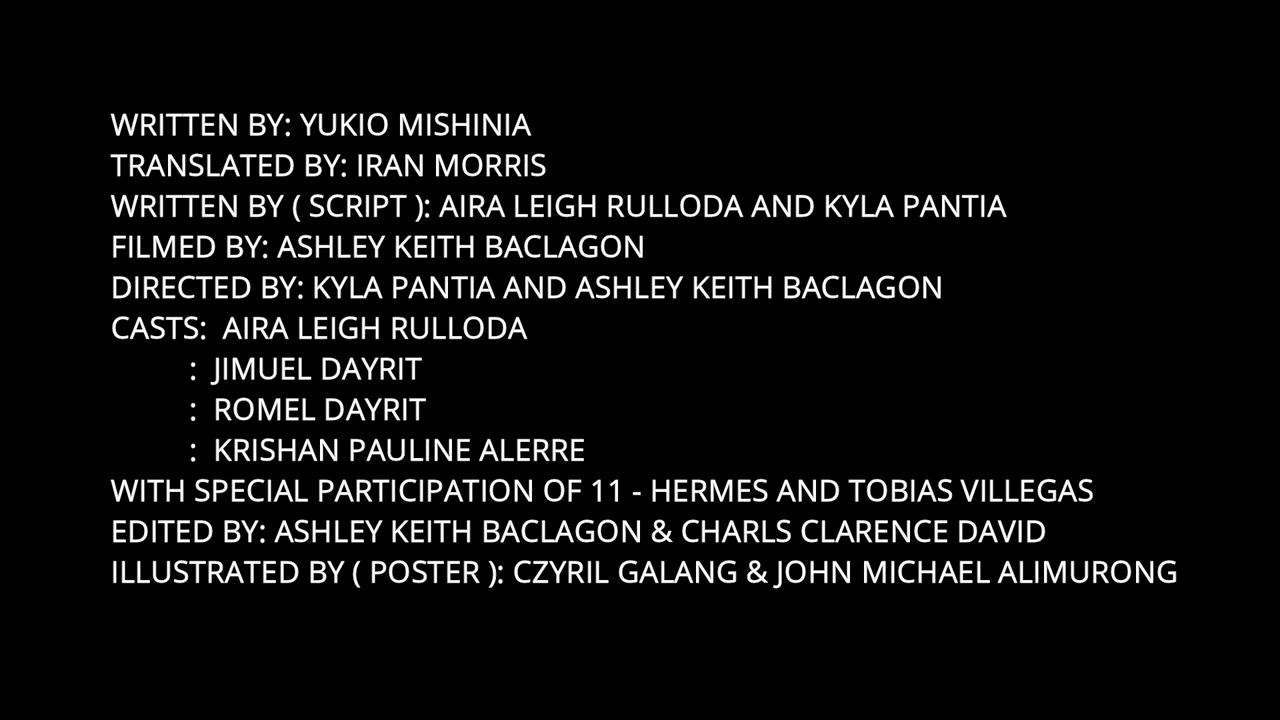 WRITTEN BY: YUKIO MISHINIA
TRANSLATED BY: IRAN MORRIS
WRITTEN BY ( SCRIPT ): AIRA LEIGH RULLODA AND KYLA PANTIA
FILMED BY: ASHLEY KEITH BACLAGON
DIRECTED BY: KYLA PANTIA AND ASHLEY KEITH BACLAGON
CASTS:  AIRA LEIGH RULLODA
:  JIMUEL DAYRIT
:  ROMEL DAYRIT
:  KRISHAN PAULINE ALERRE
WITH SPECIAL PARTICIPATION OF 11 - HERMES AND TOBIAS VILLEGAS
EDITED BY: ASHLEY KEITH BACLAGON & CHARLS CLARENCE DAVID
ILLUSTRATED BY ( POSTER ): CZYRIL GALANG & JOHN MICHAEL ALIMURONG